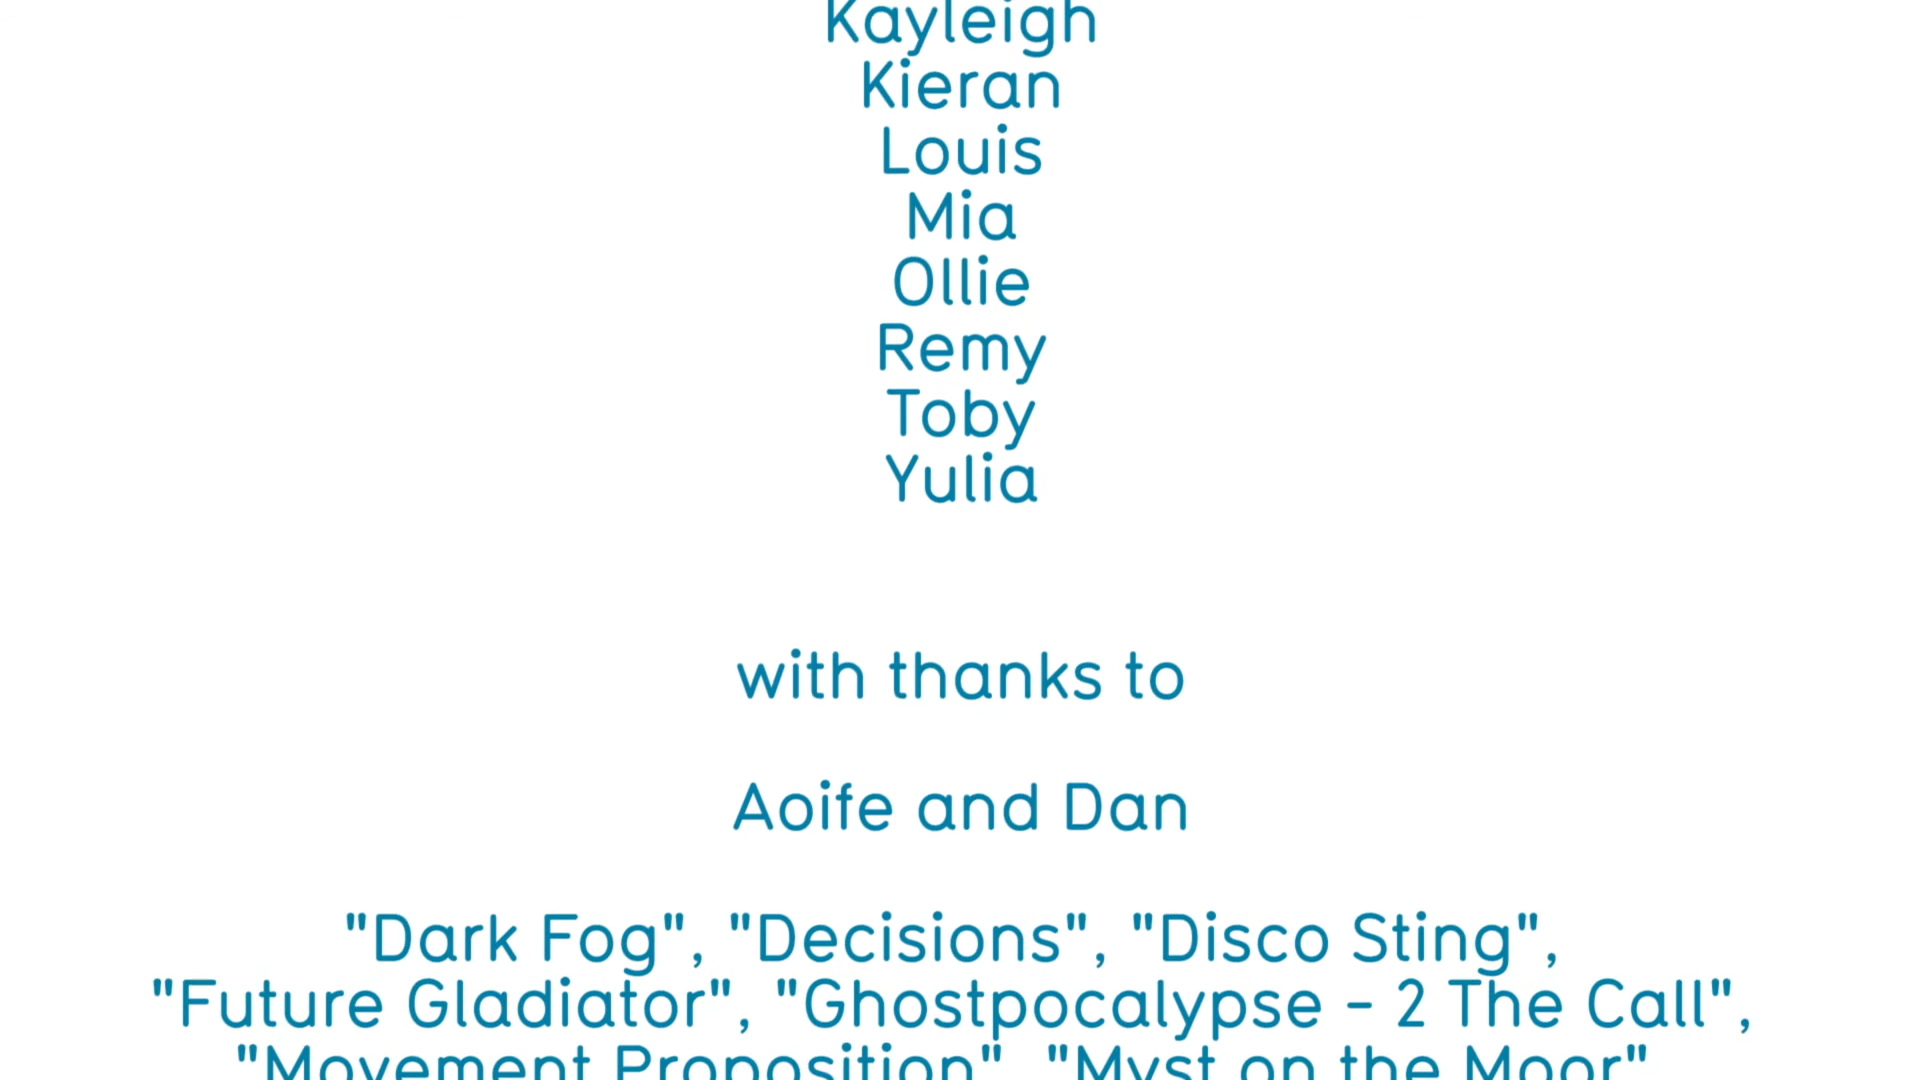 Kayleigh
Kieran
Louis
Mia
Ollie
Remy
Toby
Yulia
with thanks to
Aoife and Dan
"Dark Fog", "Decisions", "Disco Sting",
"Future Gladiator", "Ghostpocalypse - 2 The Call",
"Movement Proposition", "Myst on the Moor"